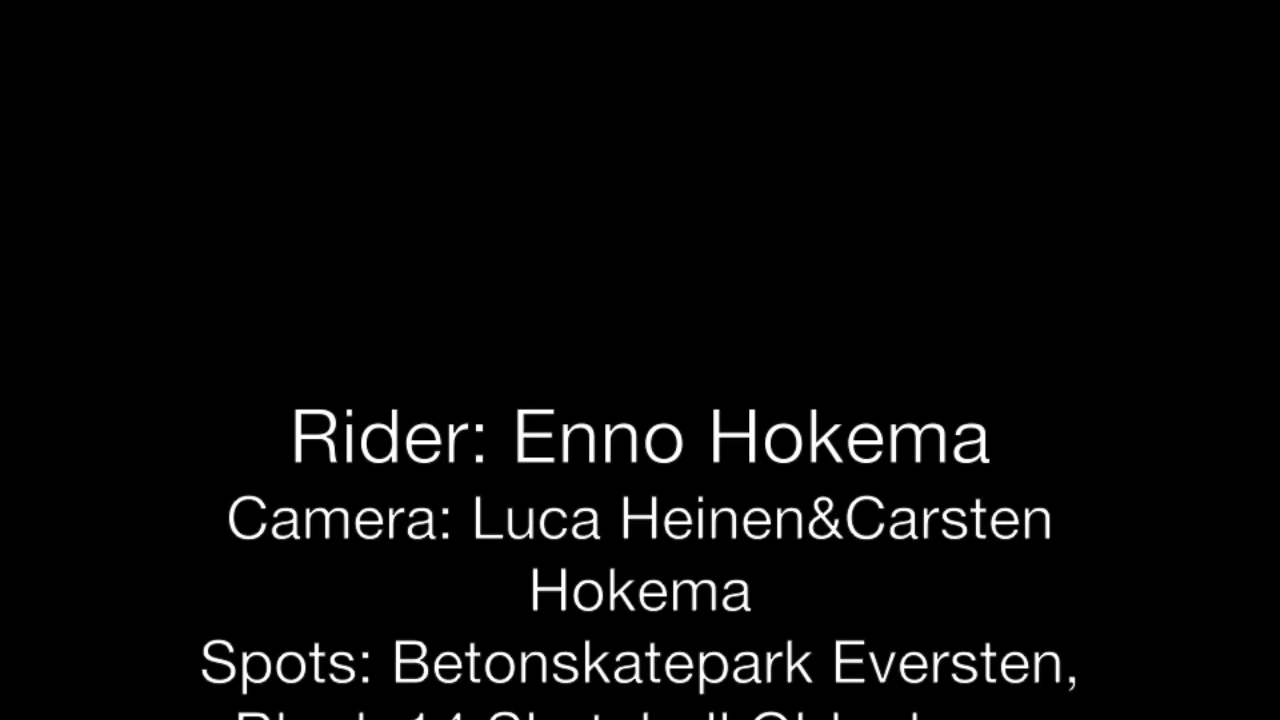 Rider: Enno Hokema
Camera: Luca Heinen&Carsten
Hokema
Spots: Betonskatepark Eversten,